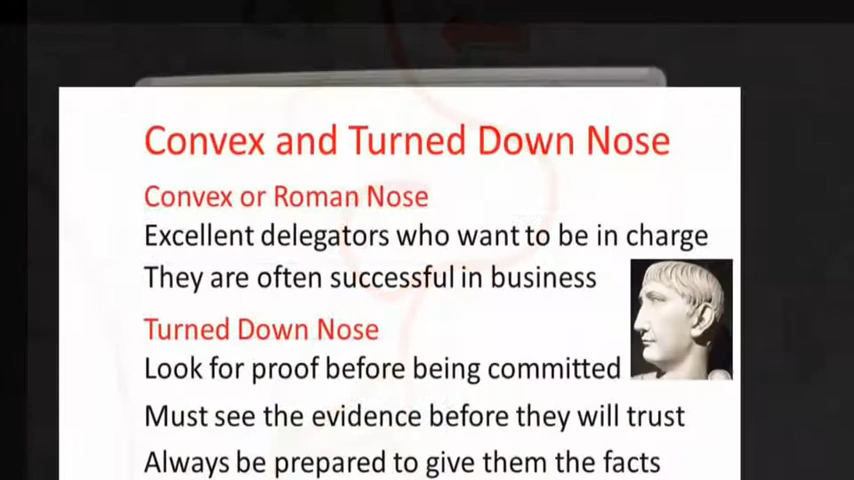 Convex and Turned Down Nose
Convex or Roman Nose
Excellent delegators who want to be in charge
They are often successful in business
Turned Down Nose
Look for proof before being committed
Must see the evidence before they will trust
Always be prepared to give them the facts